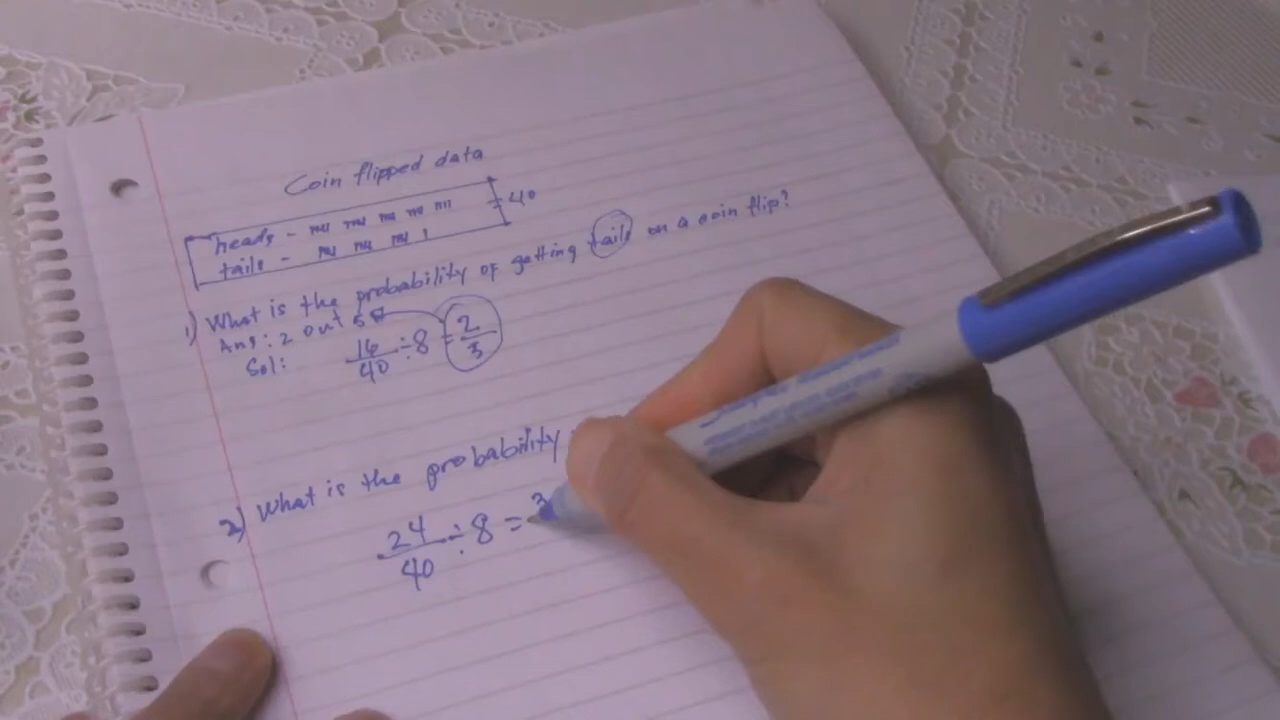 Coin flipped data
heads -
= 40
tails -
1) What is the probability of getting tails on a coin flip?
Ans: 2 out
Sol: 16/40 ÷ 8 = 2/3
2) What is the probability
24/40 ÷ 8 = 3